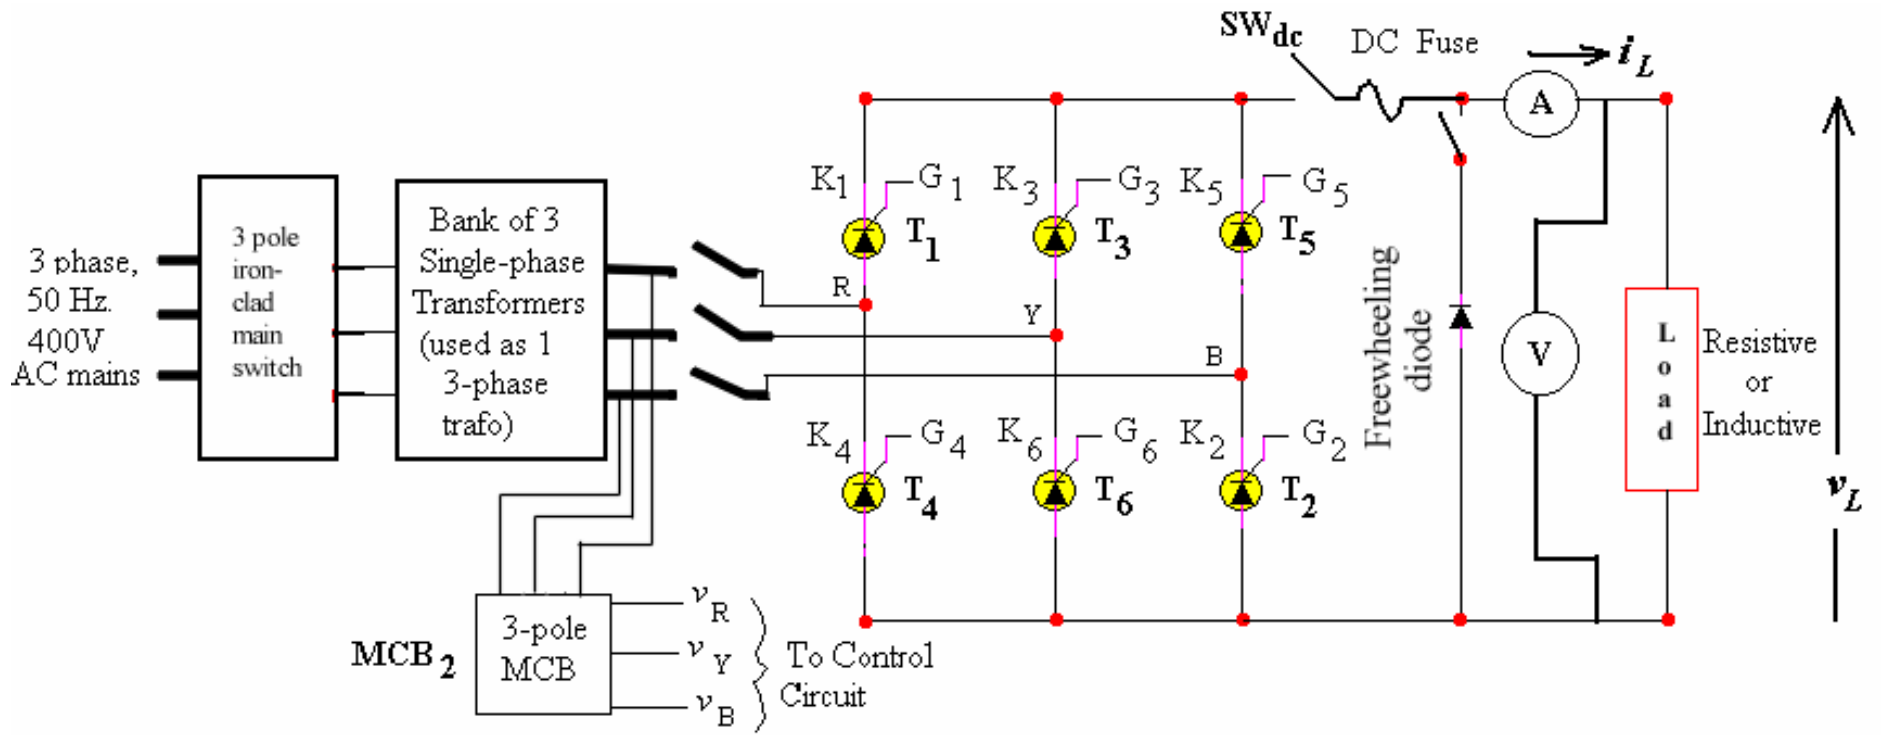 SWdc
DC Fuse
iL
A
K1
G1
K3
G3
K5
G5
T1
T3
T5
3 phase,
50 Hz.
400V
AC mains
3 pole
iron-
clad
main
switch
Bank of 3
Single-phase
Transformers
(used as 1
3-phase
trafo)
R
Y
B
Freewheeling
diode
V
Load
Resistive
or
Inductive
vL
K4
G4
K6
G6
K2
G2
T4
T6
T2
MCB2
3-pole
MCB
vR
vY
vB
To Control
Circuit